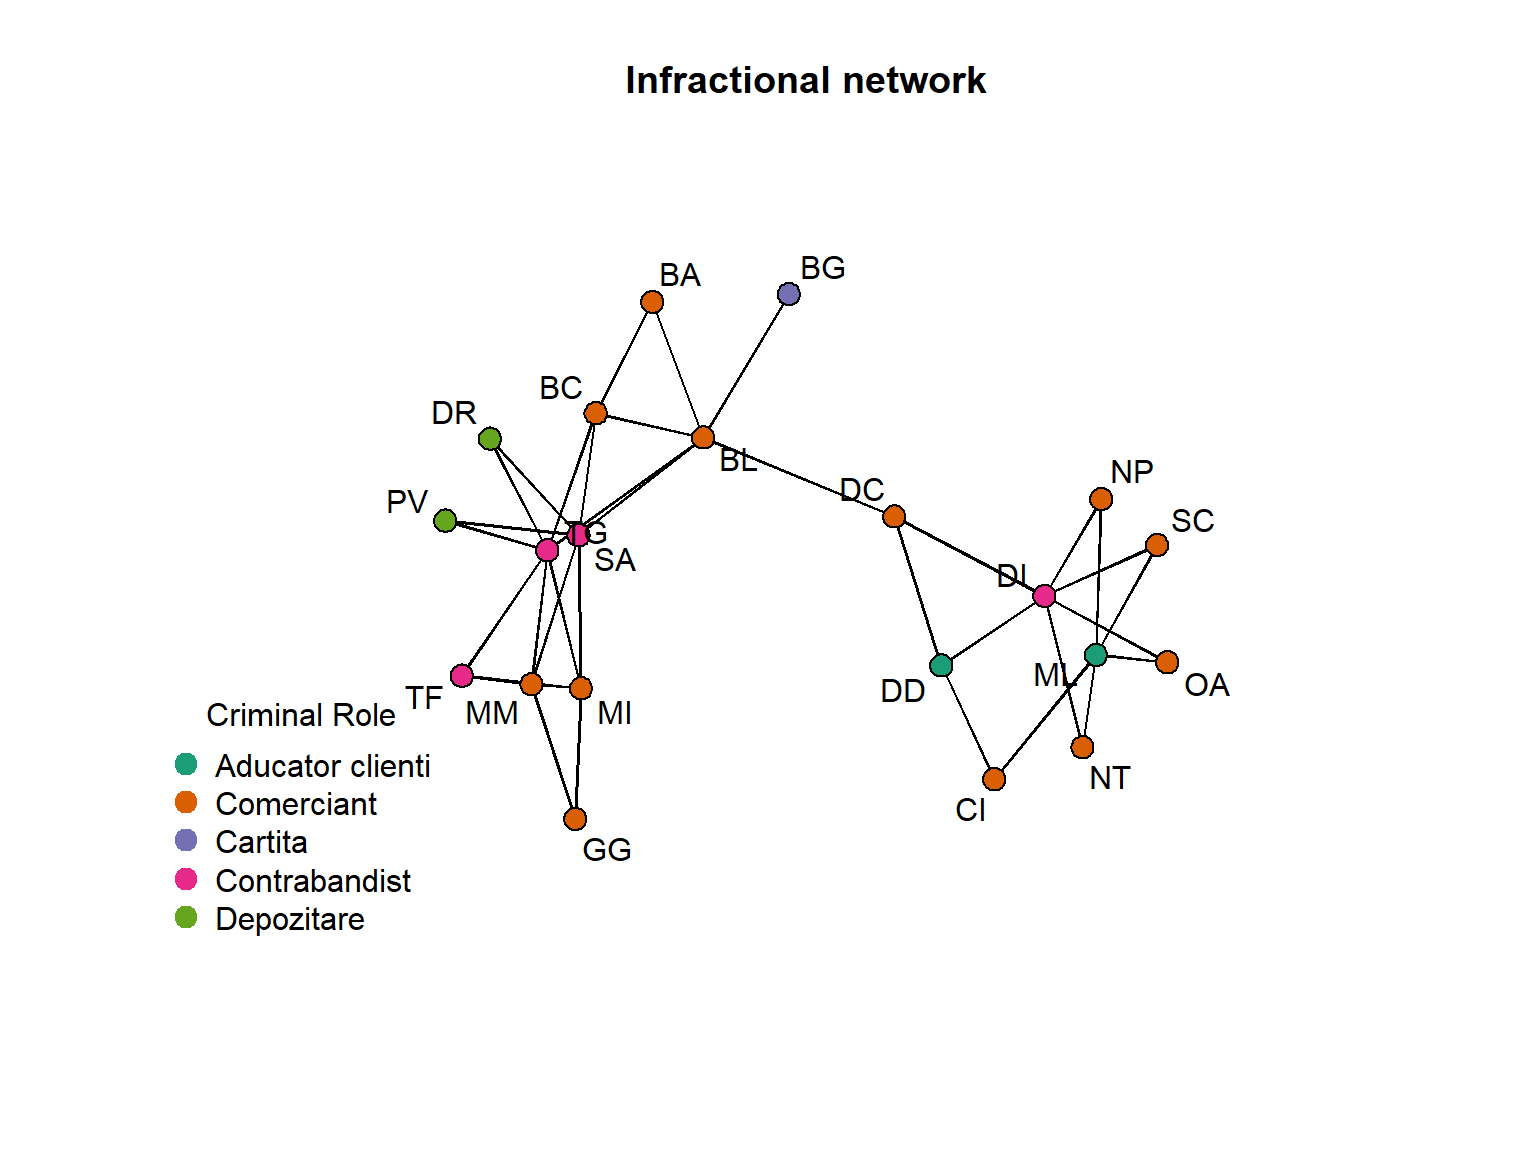 Infractional network
BA
BG
BC
DR
BL
NP
DC
PV
SC
TG
SA
DI
ML
DD
OA
TF
MM
MI
Criminal Role
NT
Aducator clienti
Comerciant
CI
Cartita
GG
Contrabandist
Depozitare